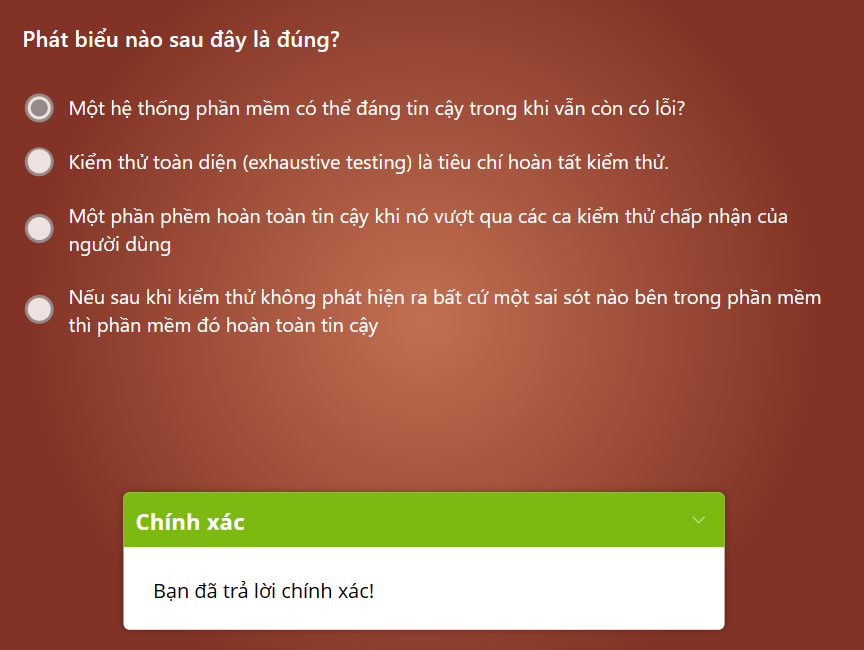 Phát biểu nào sau đây là đúng?
Một hệ thống phần mềm có thể đáng tin cậy trong khi vẫn còn có lỗi?
Kiểm thử toàn diện (exhaustive testing) là tiêu chí hoàn tất kiểm thử.
Một phần phềm hoàn toàn tin cậy khi nó vượt qua các ca kiểm thử chấp nhận của
người dùng
Nếu sau khi kiểm thử không phát hiện ra bất cứ một sai sót nào bên trong phần mềm
thì phần mềm đó hoàn toàn tin cậy
Chính xác
Bạn đã trả lời chính xác!